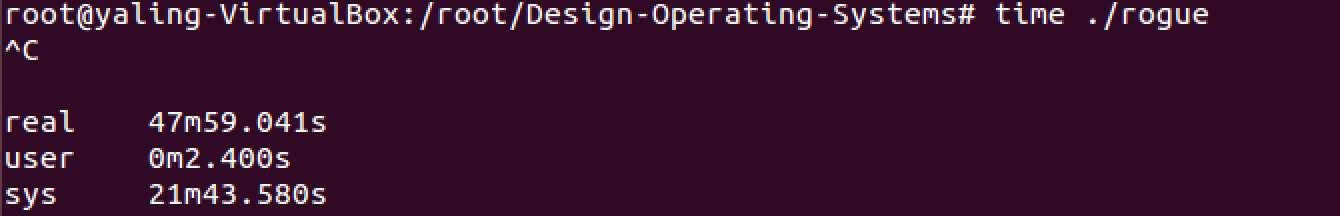 root@yaling-VirtualBox:/root/Design-Operating-Systems# time ./rogue
^C
real    47m59.041s
user    0m2.400s
sys     21m43.580s